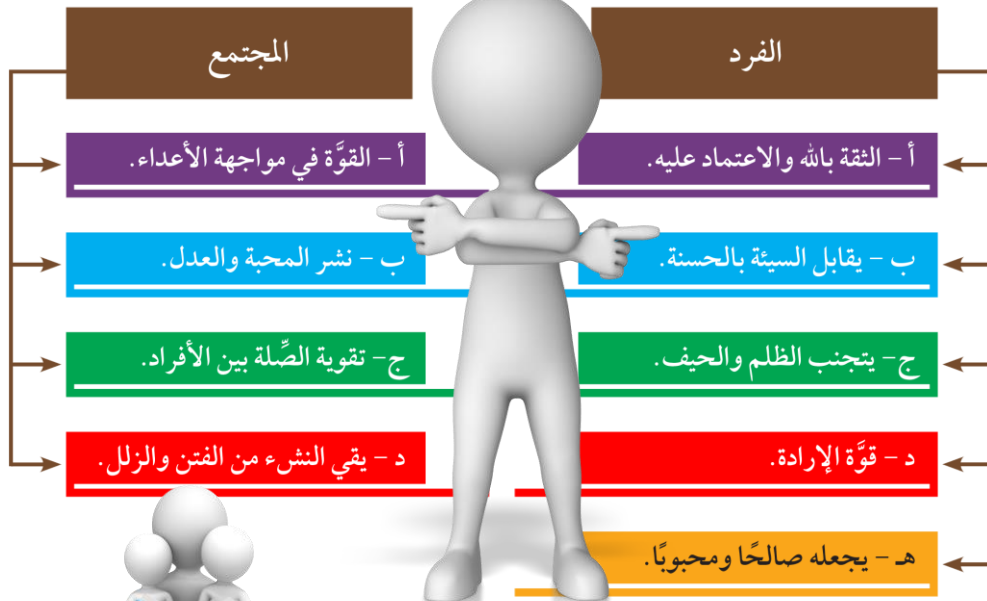 الفرد
أ – الثقة بالله والاعتماد عليه.
ب – يقابل السيئة بالحسنة.
ج – يتجنب الظلم والحيف.
د – قوَّة الإرادة.
هـ – يجعله صالحًا ومحبوبًا.
المجتمع
أ – القوَّة في مواجهة الأعداء.
ب – نشر المحبة والعدل.
ج – تقوية الصِّلة بين الأفراد.
د – يقي النشء من الفتن والزلل.